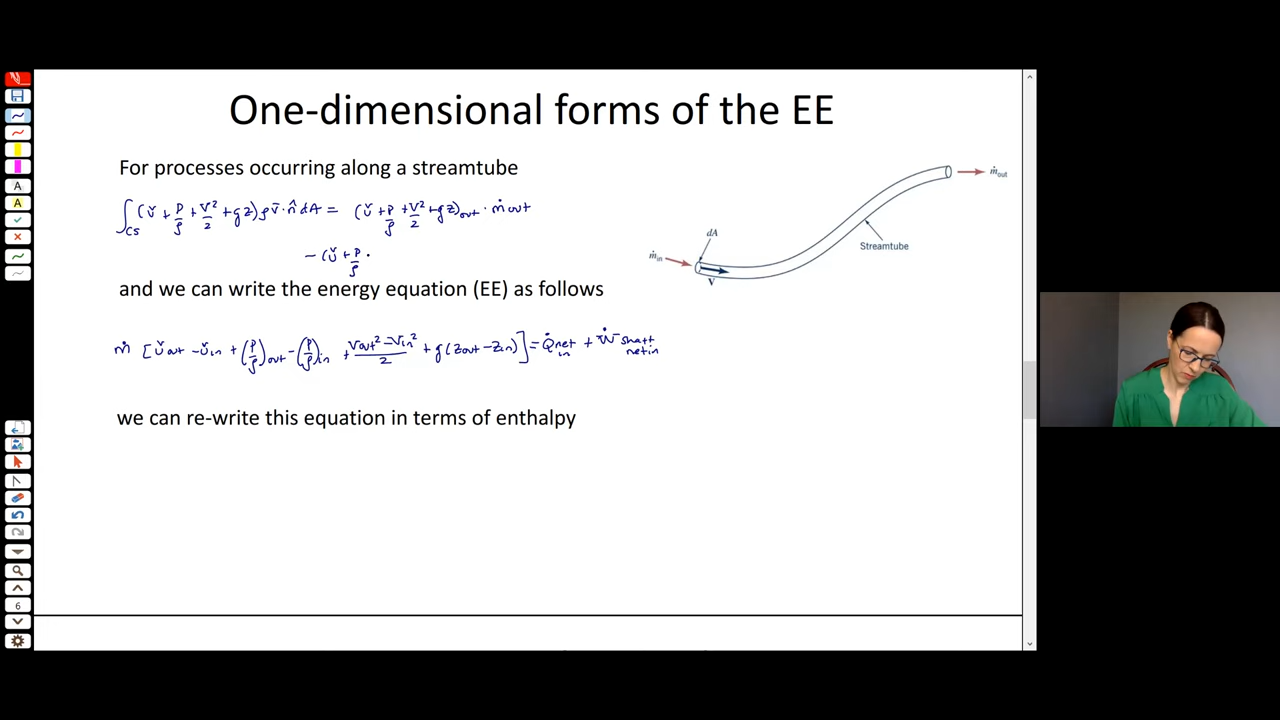 One-dimensional forms of the EE
For processes occurring along a streamtube
∫cs (ǔ + p/ρ + V²/2 + gz) ρ v̄ · n̂ dA = (ǔ + p/ρ + V²/2 + gz)out · ṁout
− (ǔ + p/ρ ·
and we can write the energy equation (EE) as follows
ṁ [ǔout − ǔin + (p/ρ)out − (p/ρ)in + (Vout² − Vin²)/2 + g(zout − zin)] = Q̇net in + Ẇshaft net in
we can re-write this equation in terms of enthalpy
ṁout
dA
Streamtube
ṁin
V
A
A
6